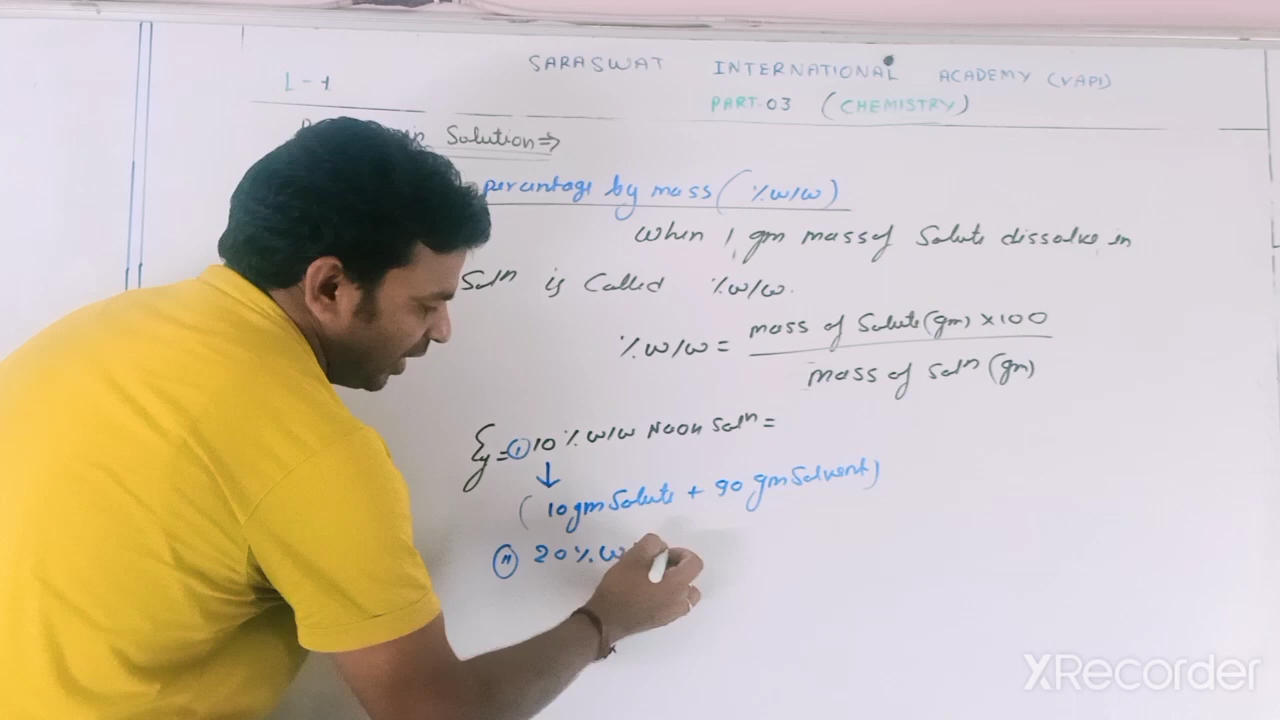 SARASWAT INTERNATIONAL ACADEMY (VAPI)
L-1
PART-03 (CHEMISTRY)
Solution ⇒
percentage by mass (% w/w)
when 1 gm mass of Solute dissolve in
Solⁿ is Called % w/w.
% w/w = mass of Solute (gm) × 100
mass of Solⁿ (gm)
Eg = (i) 10 % w/w NaOH Solⁿ =
↓
( 10 gm Solute + 90 gm Solvent )
(ii) 20 % w
XRecorder